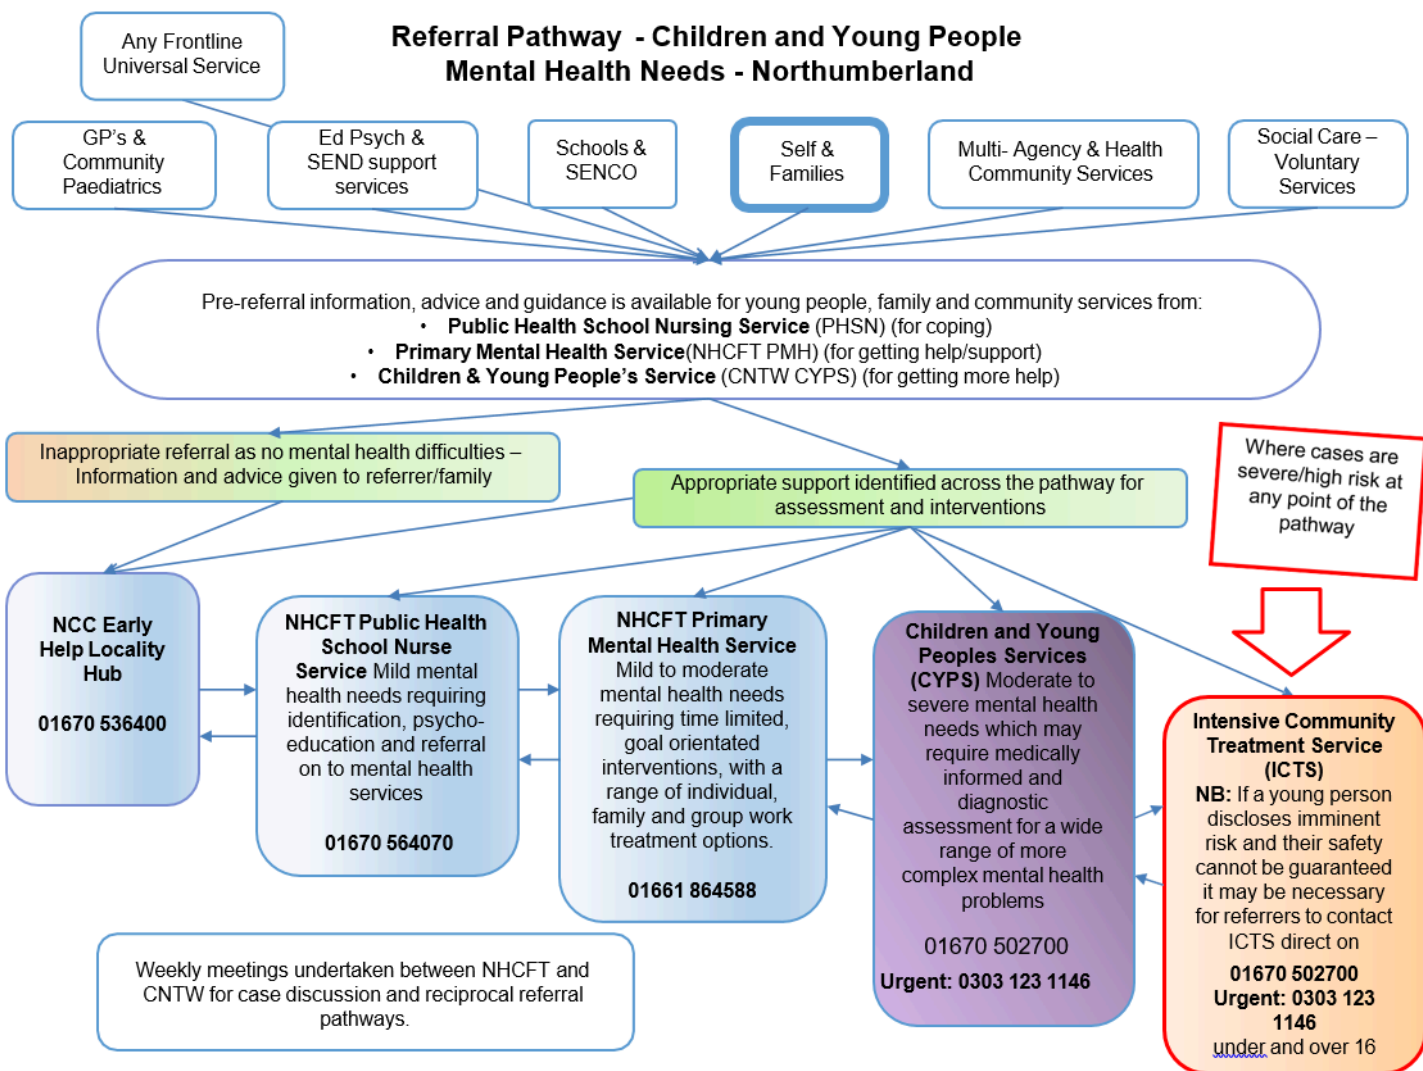 Referral Pathway - Children and Young People
Mental Health Needs - Northumberland
Any Frontline
Universal Service
GP's &
Community
Paediatrics
Ed Psych &
SEND support
services
Schools &
SENCO
Self &
Families
Multi- Agency & Health
Community Services
Social Care –
Voluntary
Services
Pre-referral information, advice and guidance is available for young people, family and community services from:
• Public Health School Nursing Service (PHSN) (for coping)
• Primary Mental Health Service(NHCFT PMH) (for getting help/support)
• Children & Young People's Service (CNTW CYPS) (for getting more help)
Inappropriate referral as no mental health difficulties –
Information and advice given to referrer/family
Appropriate support identified across the pathway for
assessment and interventions
Where cases are
severe/high risk at
any point of the
pathway
NCC Early
Help Locality
Hub
01670 536400
NHCFT Public Health
School Nurse
Service Mild mental
health needs requiring
identification, psycho-
education and referral
on to mental health
services
01670 564070
NHCFT Primary
Mental Health Service
Mild to moderate
mental health needs
requiring time limited,
goal orientated
interventions, with a
range of individual,
family and group work
treatment options.
01661 864588
Children and Young
Peoples Services
(CYPS) Moderate to
severe mental health
needs which may
require medically
informed and
diagnostic
assessment for a wide
range of more
complex mental health
problems
01670 502700
Urgent: 0303 123 1146
Intensive Community
Treatment Service
(ICTS)
NB: If a young person
discloses imminent
risk and their safety
cannot be guaranteed
it may be necessary
for referrers to contact
ICTS direct on
01670 502700
Urgent: 0303 123
1146
under and over 16
Weekly meetings undertaken between NHCFT and
CNTW for case discussion and reciprocal referral
pathways.